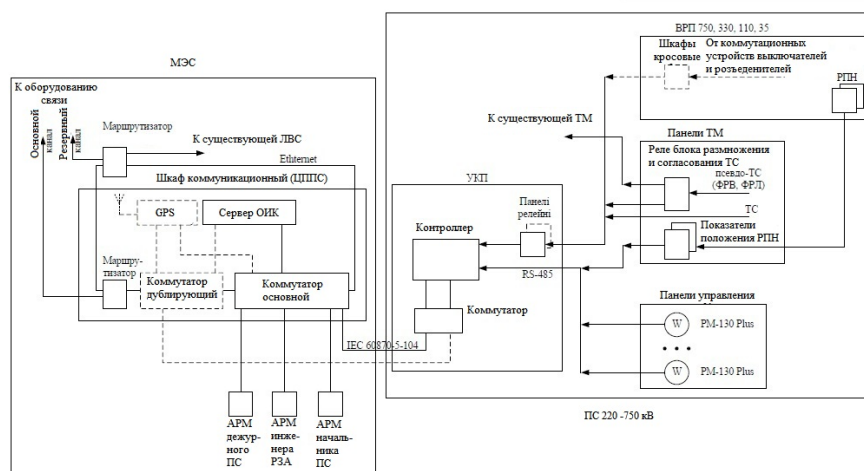 МЭС
К оборудованию
связи
Основной
канал
Резервный
канал
Маршрутизатор
К существующей ЛВС
Ethternet
Шкаф коммуникационный (ЦППС)
GPS
Сервер ОИК
Маршру-
тизатор
Коммутатор
дублирующий
Коммутатор
основной
IEC 60870-5-104
АРМ
дежур-
ного
ПС
АРМ
инже-
нера
РЗА
АРМ
началь-
ника
ПС
УКП
Контроллер
Панелі
релейні
Коммутатор
RS-485
К существующей ТМ
ВРП 750, 330, 110, 35
Шкафы
кросовые
От коммутационных
устройств выключателей
и розъеденителей
РПН
Панели ТМ
Реле блока размножения
и согласования ТС
псевдо-ТС
(ФРВ, ФРЛ)
ТС
Показатели
положения РПН
Панели управления
W
PM-130 Plus
W
PM-130 Plus
ПС 220 -750 кВ